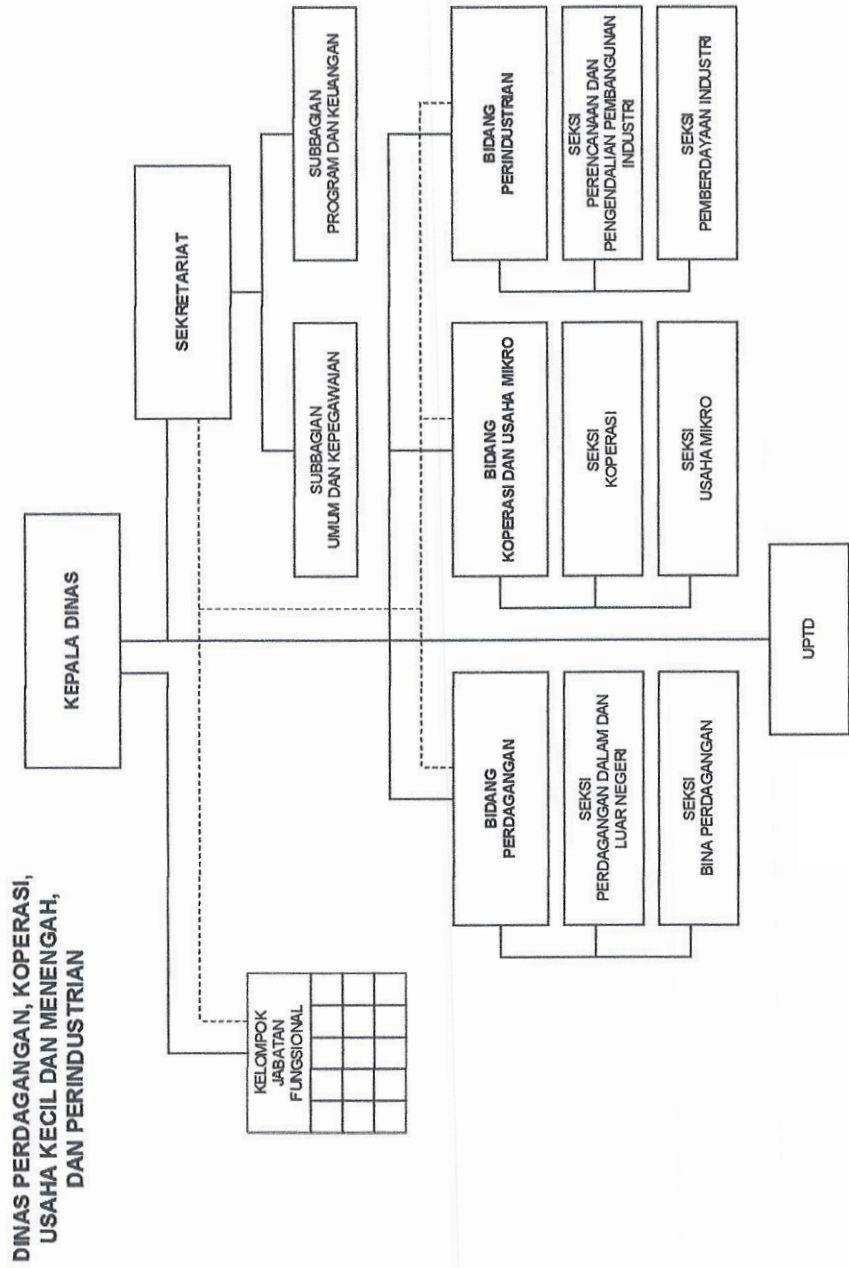 DINAS PERDAGANGAN, KOPERASI,
USAHA KECIL DAN MENENGAH,
DAN PERINDUSTRIAN
KEPALA DINAS
SEKRETARIAT
KELOMPOK
JABATAN
FUNGSIONAL
SUBBAGIAN
UMUM DAN KEPEGAWAIAN
SUBBAGIAN
PROGRAM DAN KEUANGAN
BIDANG
PERDAGANGAN
SEKSI
PERDAGANGAN DALAM DAN
LUAR NEGERI
SEKSI
BINA PERDAGANGAN
BIDANG
KOPERASI DAN USAHA MIKRO
SEKSI
KOPERASI
SEKSI
USAHA MIKRO
BIDANG
PERINDUSTRIAN
SEKSI
PERENCANAAN DAN
PENGENDALIAN PEMBANGUNAN
INDUSTRI
SEKSI
PEMBERDAYAAN INDUSTRI
UPTD